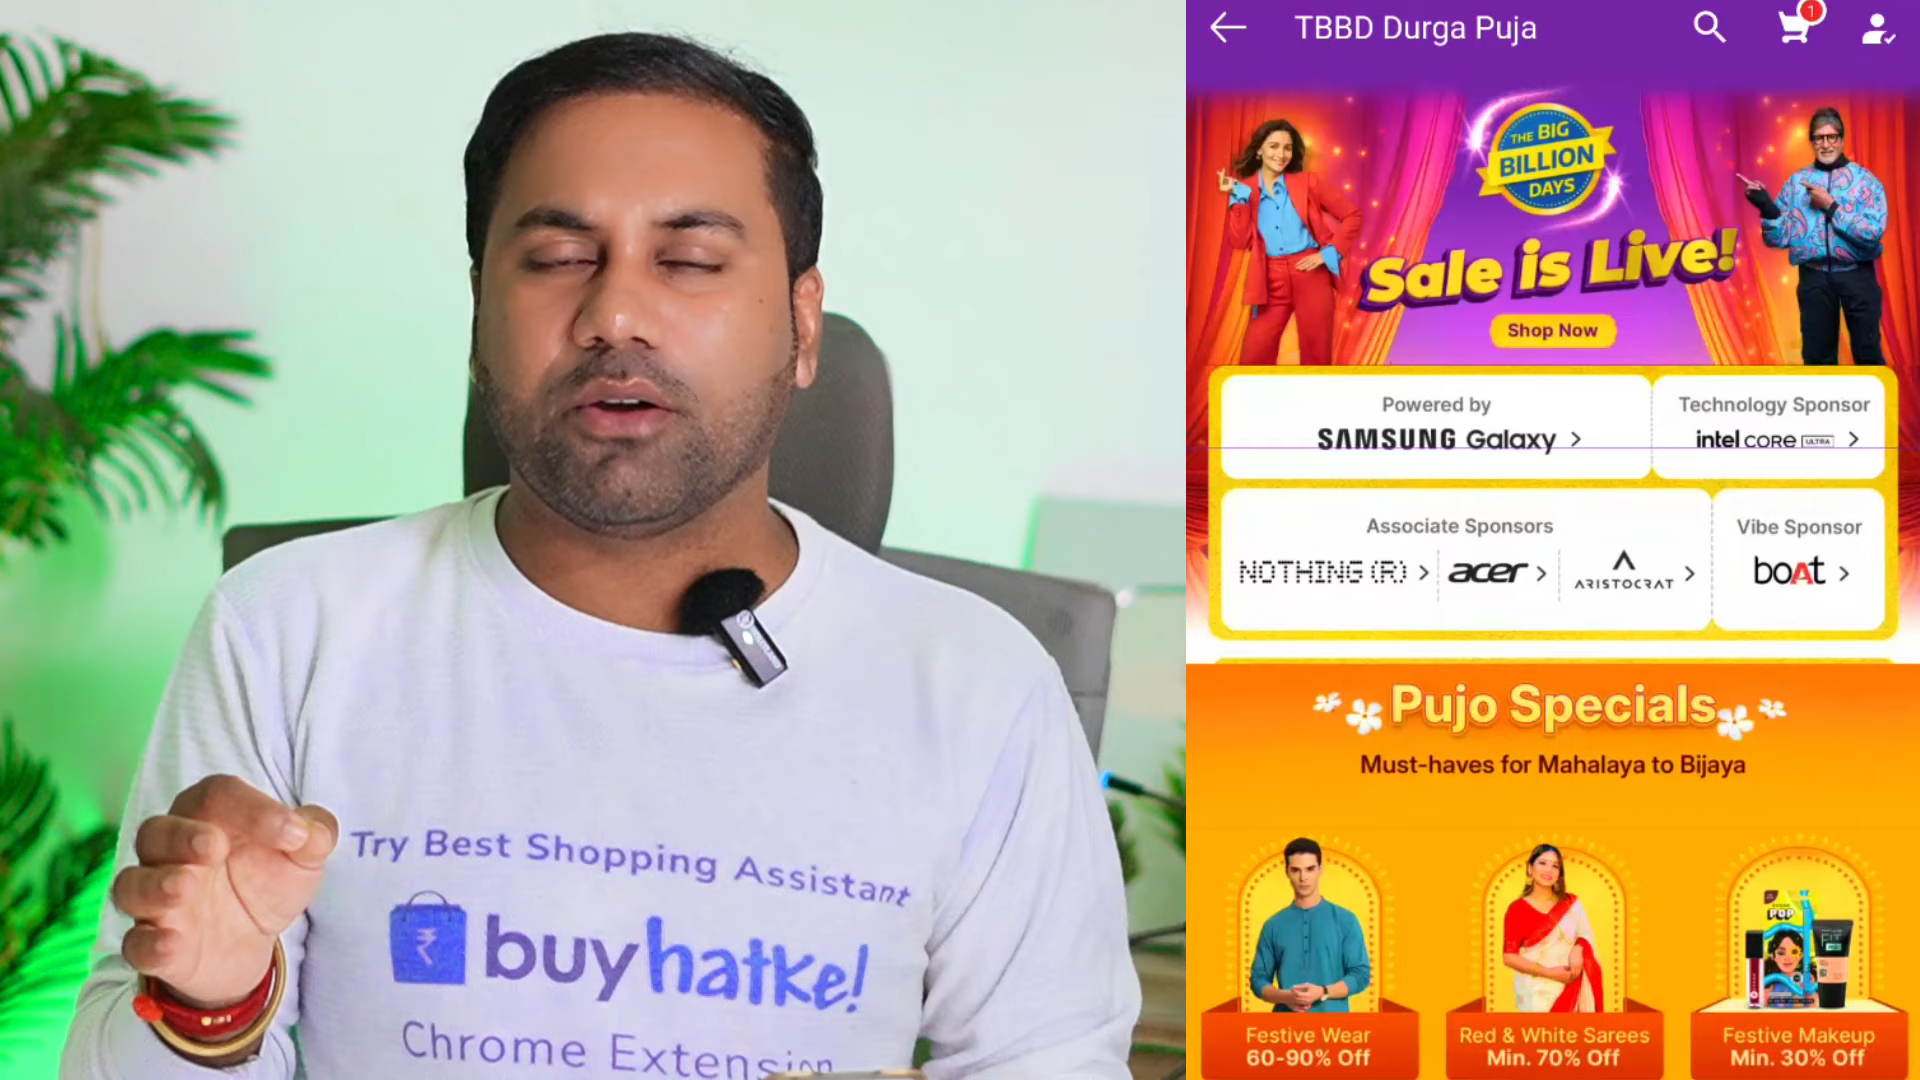 Try Best Shopping Assistant
buyhatke!
Chrome Extension
TBBD Durga Puja
1
THE BIG
BILLION
DAYS
Sale is Live!
Shop Now
Powered by
SAMSUNG Galaxy >
Technology Sponsor
intel CORE ULTRA >
Associate Sponsors
NOTHING (R) >
acer >
ARISTOCRAT >
Vibe Sponsor
boAt >
Pujo Specials
Must-haves for Mahalaya to Bijaya
POP
FIT
Festive Wear
60-90% Off
Red & White Sarees
Min. 70% Off
Festive Makeup
Min. 30% Off